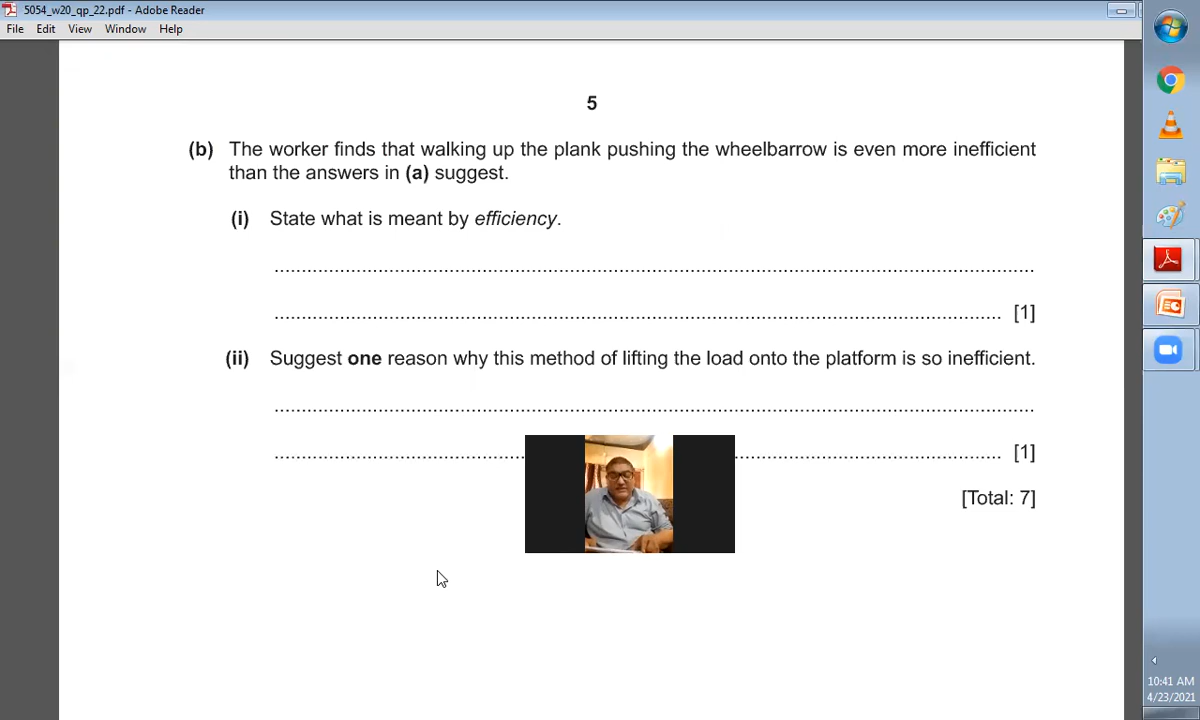 5054_w20_qp_22.pdf - Adobe Reader
File Edit View Window Help
5
(b) The worker finds that walking up the plank pushing the wheelbarrow is even more inefficient
than the answers in (a) suggest.
(i) State what is meant by efficiency.
..........................................................................................................................................
.................................................................................................................................... [1]
(ii) Suggest one reason why this method of lifting the load onto the platform is so inefficient.
..........................................................................................................................................
.................................................................................................................................... [1]
[Total: 7]
10:41 AM
4/23/2021